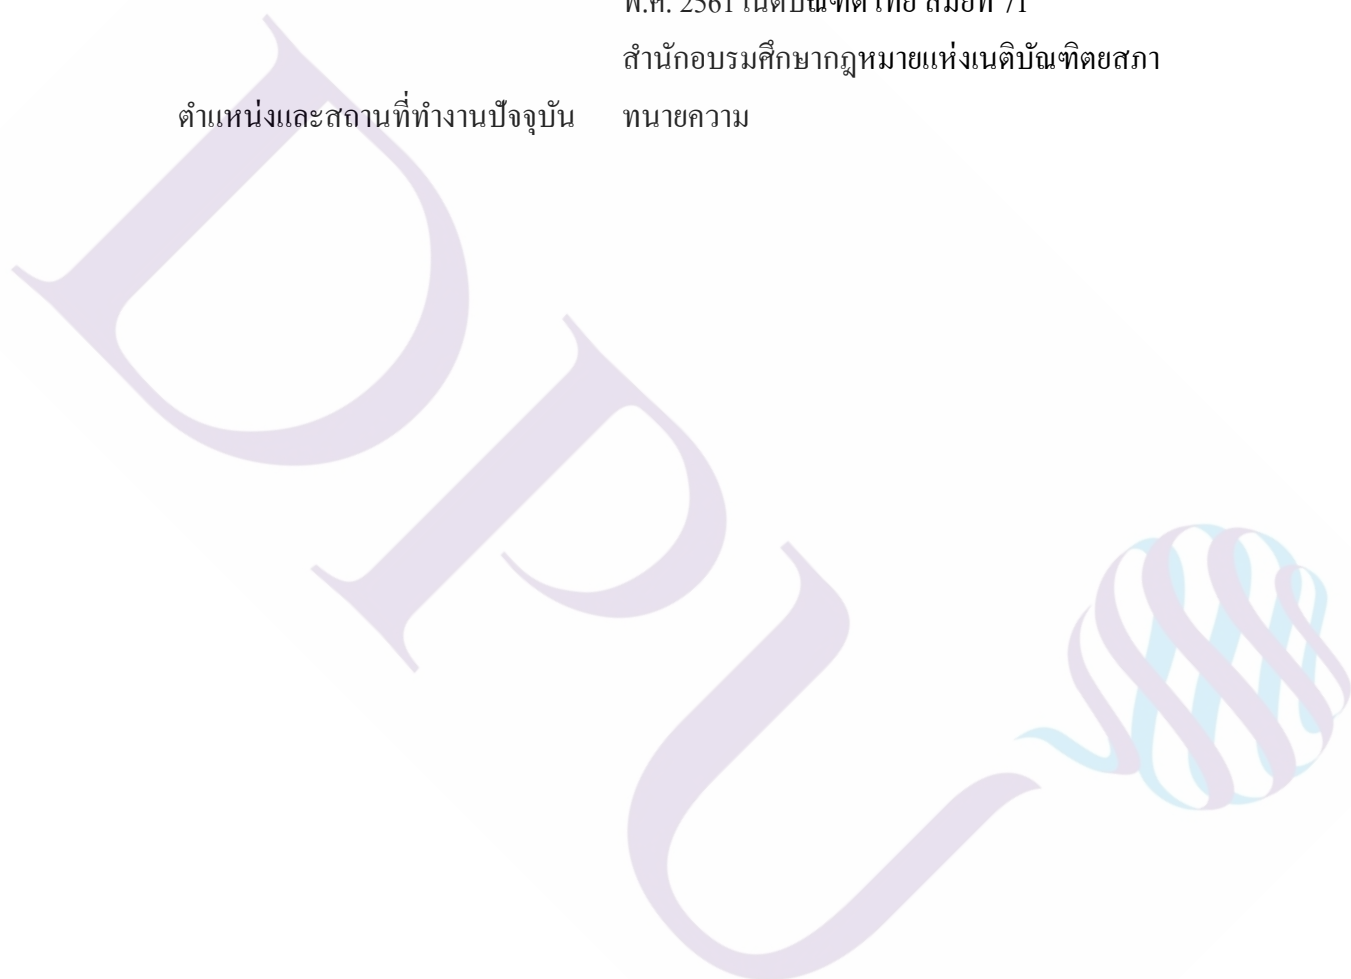 พ.ศ. 2561 เนติบัณฑิตไทย สมัยที่ 71
สำนักอบรมศึกษากฎหมายแห่งเนติบัณฑิตยสภา
ตำแหน่งและสถานที่ทำงานปัจจุบัน ทนายความ
DPU